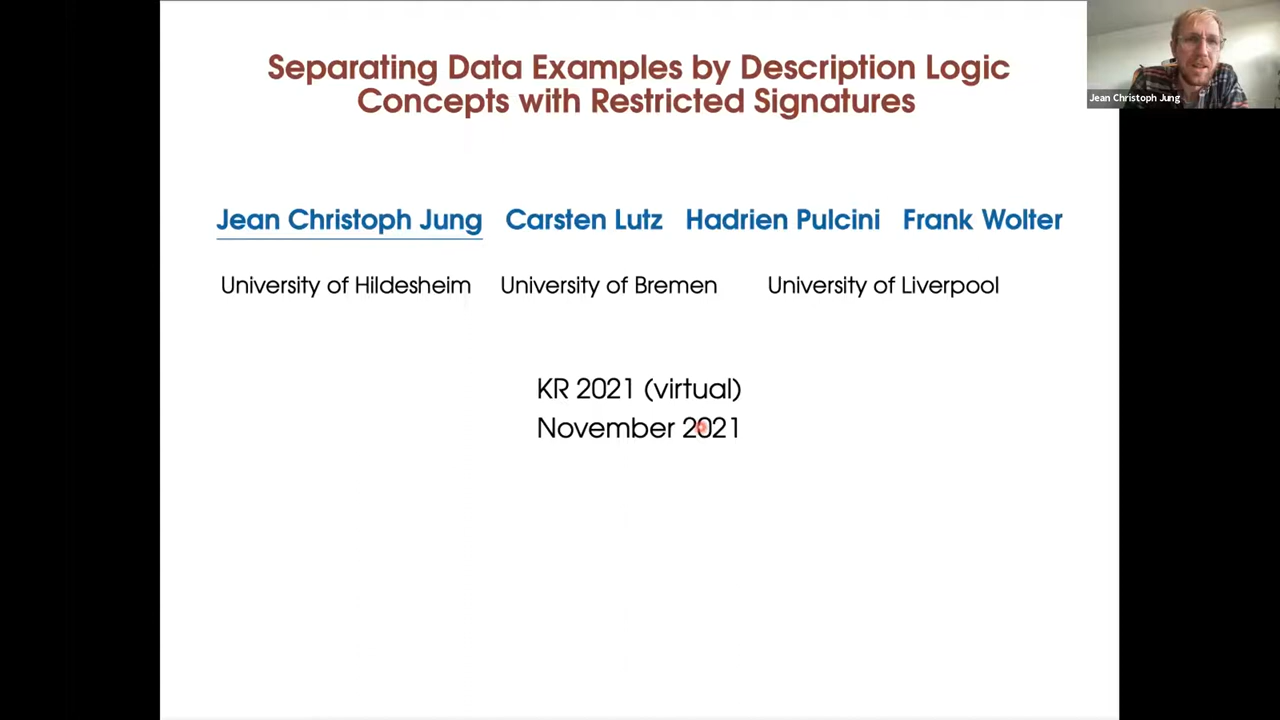 Separating Data Examples by Description Logic
Concepts with Restricted Signatures
Jean Christoph Jung
Jean Christoph Jung Carsten Lutz Hadrien Pulcini Frank Wolter
University of Hildesheim University of Bremen University of Liverpool
KR 2021 (virtual)
November 2021